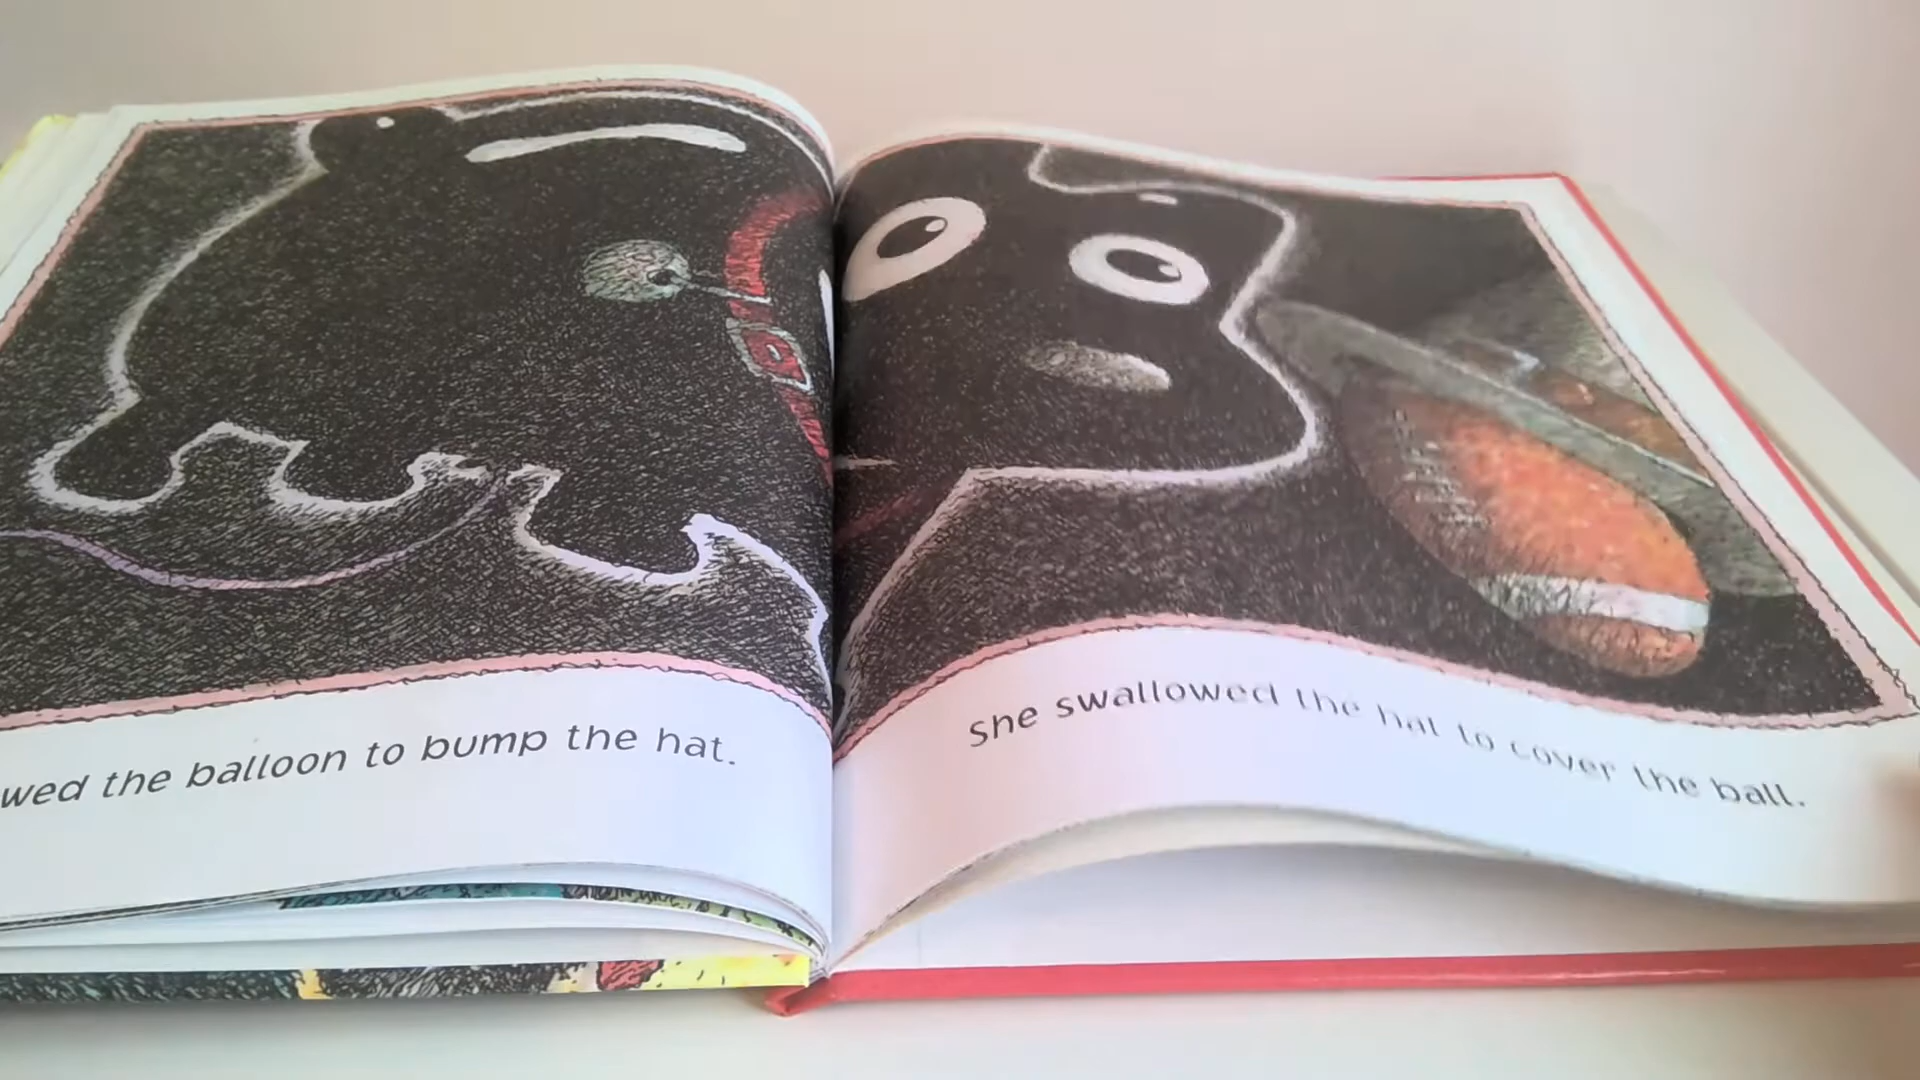 wed the balloon to bump the hat.
She swallowed the hat to cover the ball.